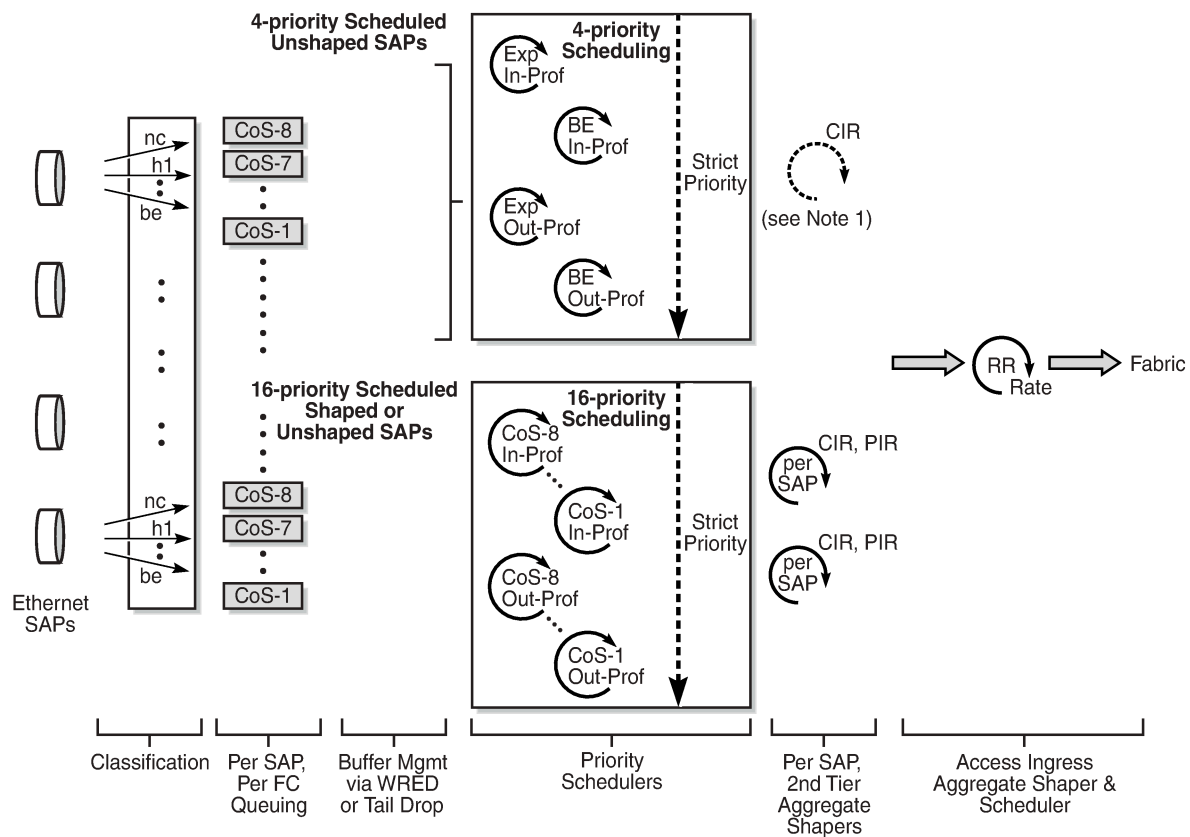 4-priority Scheduled
Unshaped SAPs
4-priority
Scheduling
Exp
In-Prof
BE
In-Prof
Exp
Out-Prof
BE
Out-Prof
Strict
Priority
CIR
(see Note 1)
nc
h1
be
CoS-8
CoS-7
CoS-1
RR
Rate
Fabric
16-priority Scheduled
Shaped or
Unshaped SAPs
16-priority
Scheduling
CoS-8
In-Prof
CoS-1
In-Prof
CoS-8
Out-Prof
CoS-1
Out-Prof
Strict
Priority
CIR, PIR
per
SAP
CIR, PIR
per
SAP
nc
h1
be
CoS-8
CoS-7
CoS-1
Ethernet
SAPs
Classification
Per SAP,
Per FC
Queuing
Buffer Mgmt
via WRED
or Tail Drop
Priority
Schedulers
Per SAP,
2nd Tier
Aggregate
Shapers
Access Ingress
Aggregate Shaper &
Scheduler